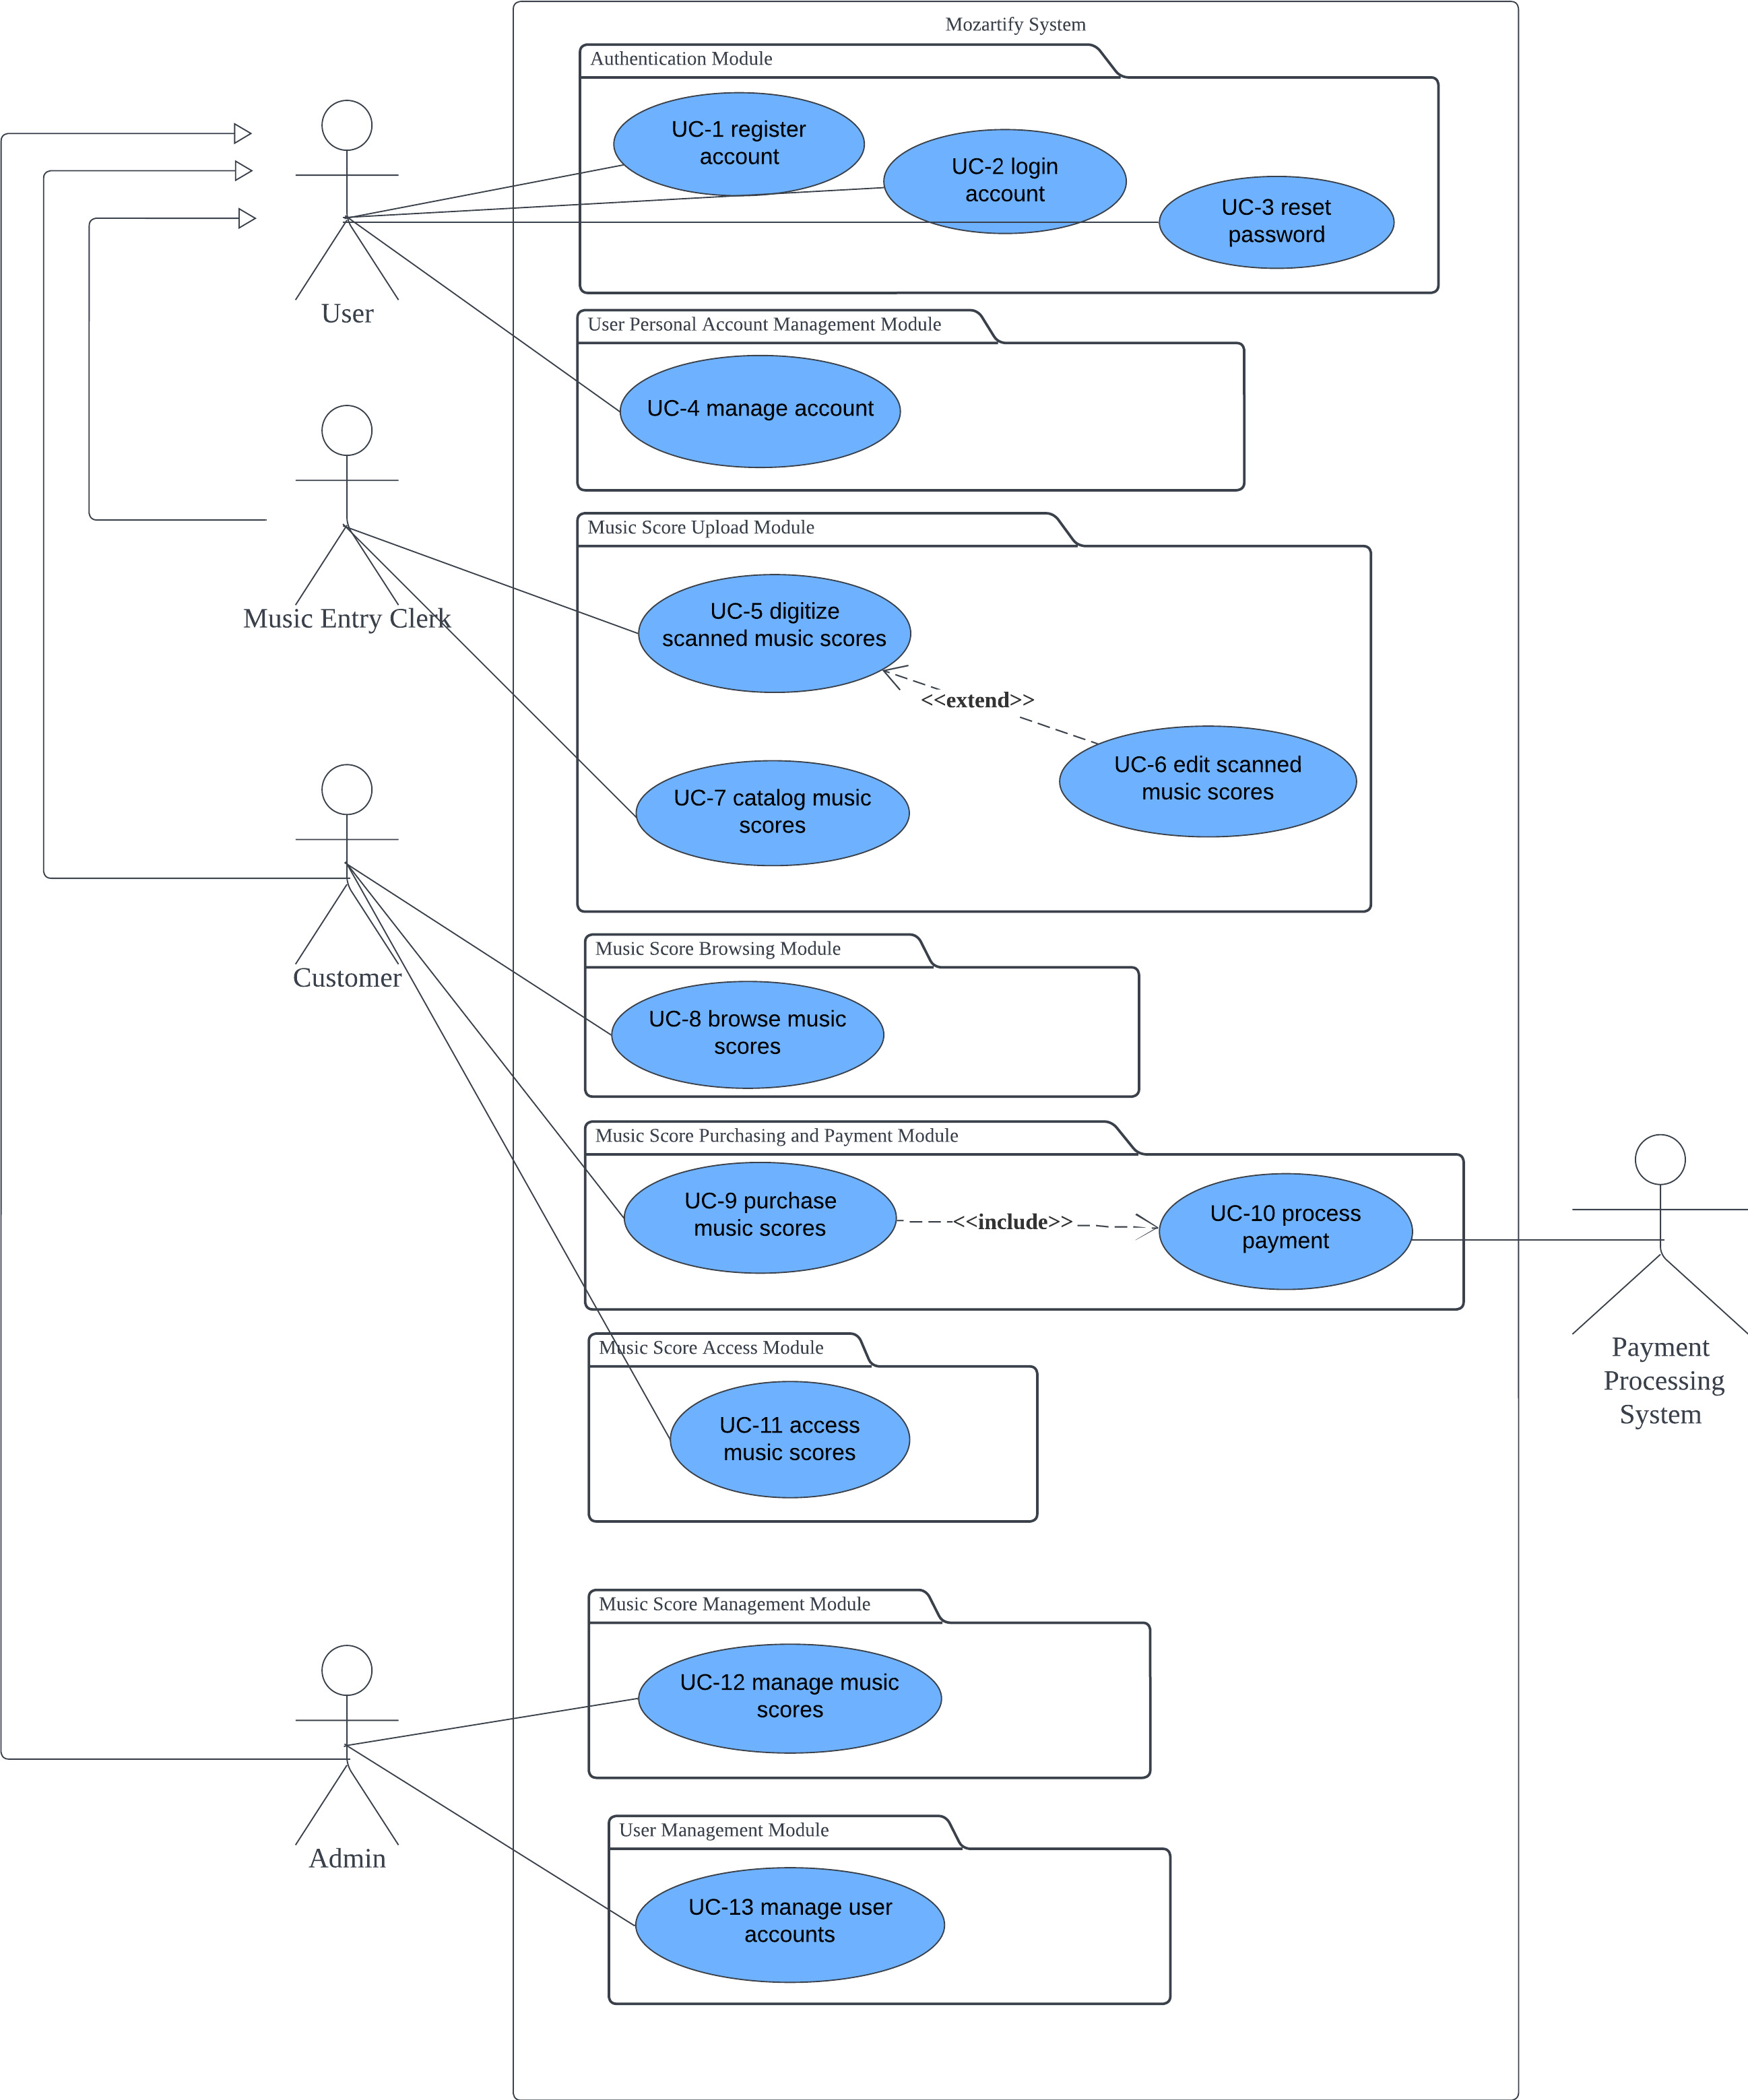 Mozartify System
Authentication Module
UC-1 register
account
UC-2 login
account
UC-3 reset
password
User
User Personal Account Management Module
UC-4 manage account
Music Score Upload Module
UC-5 digitize
scanned music scores
Music Entry Clerk
<<extend>>
UC-6 edit scanned
music scores
UC-7 catalog music
scores
Customer
Music Score Browsing Module
UC-8 browse music
scores
Music Score Purchasing and Payment Module
UC-9 purchase
music scores
<<include>>
UC-10 process
payment
Payment
Processing
System
Music Score Access Module
UC-11 access
music scores
Music Score Management Module
UC-12 manage music
scores
Admin
User Management Module
UC-13 manage user
accounts